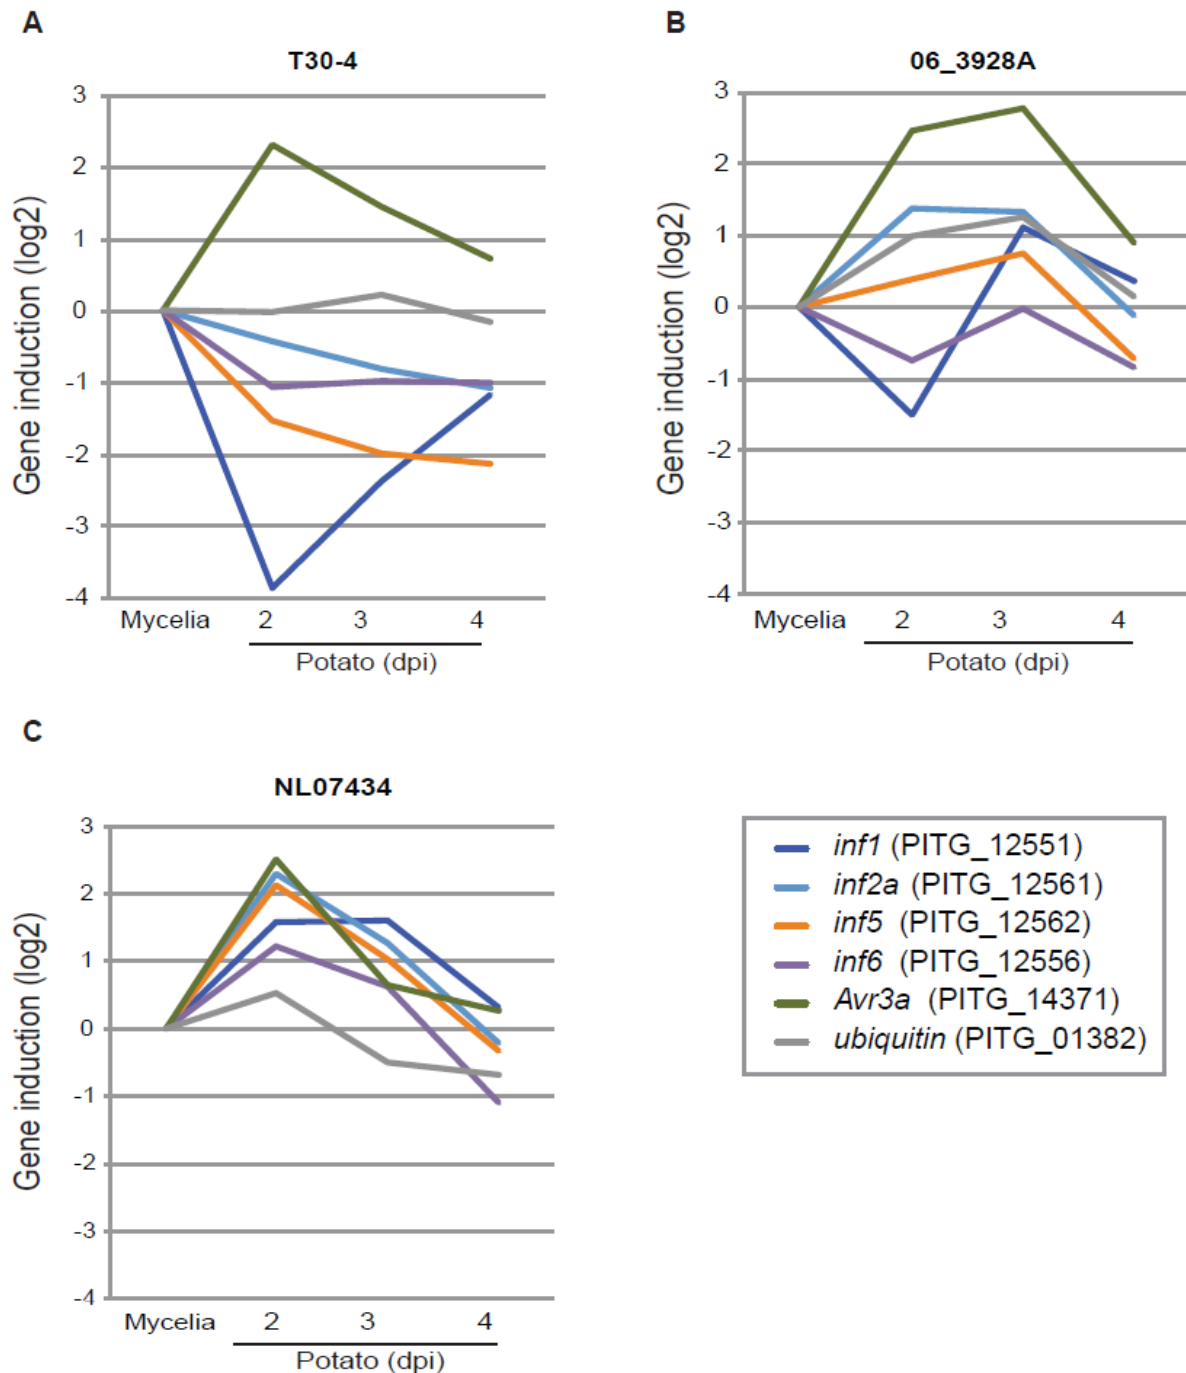 A
T30-4
Gene induction (log2)
3
2
1
0
-1
-2
-3
-4
Mycelia 2 3 4
Potato (dpi)
B
06_3928A
Gene induction (log2)
3
2
1
0
-1
-2
-3
-4
Mycelia 2 3 4
Potato (dpi)
C
NL07434
Gene induction (log2)
3
2
1
0
-1
-2
-3
-4
Mycelia 2 3 4
Potato (dpi)
inf1 (PITG_12551)
inf2a (PITG_12561)
inf5 (PITG_12562)
inf6 (PITG_12556)
Avr3a (PITG_14371)
ubiquitin (PITG_01382)